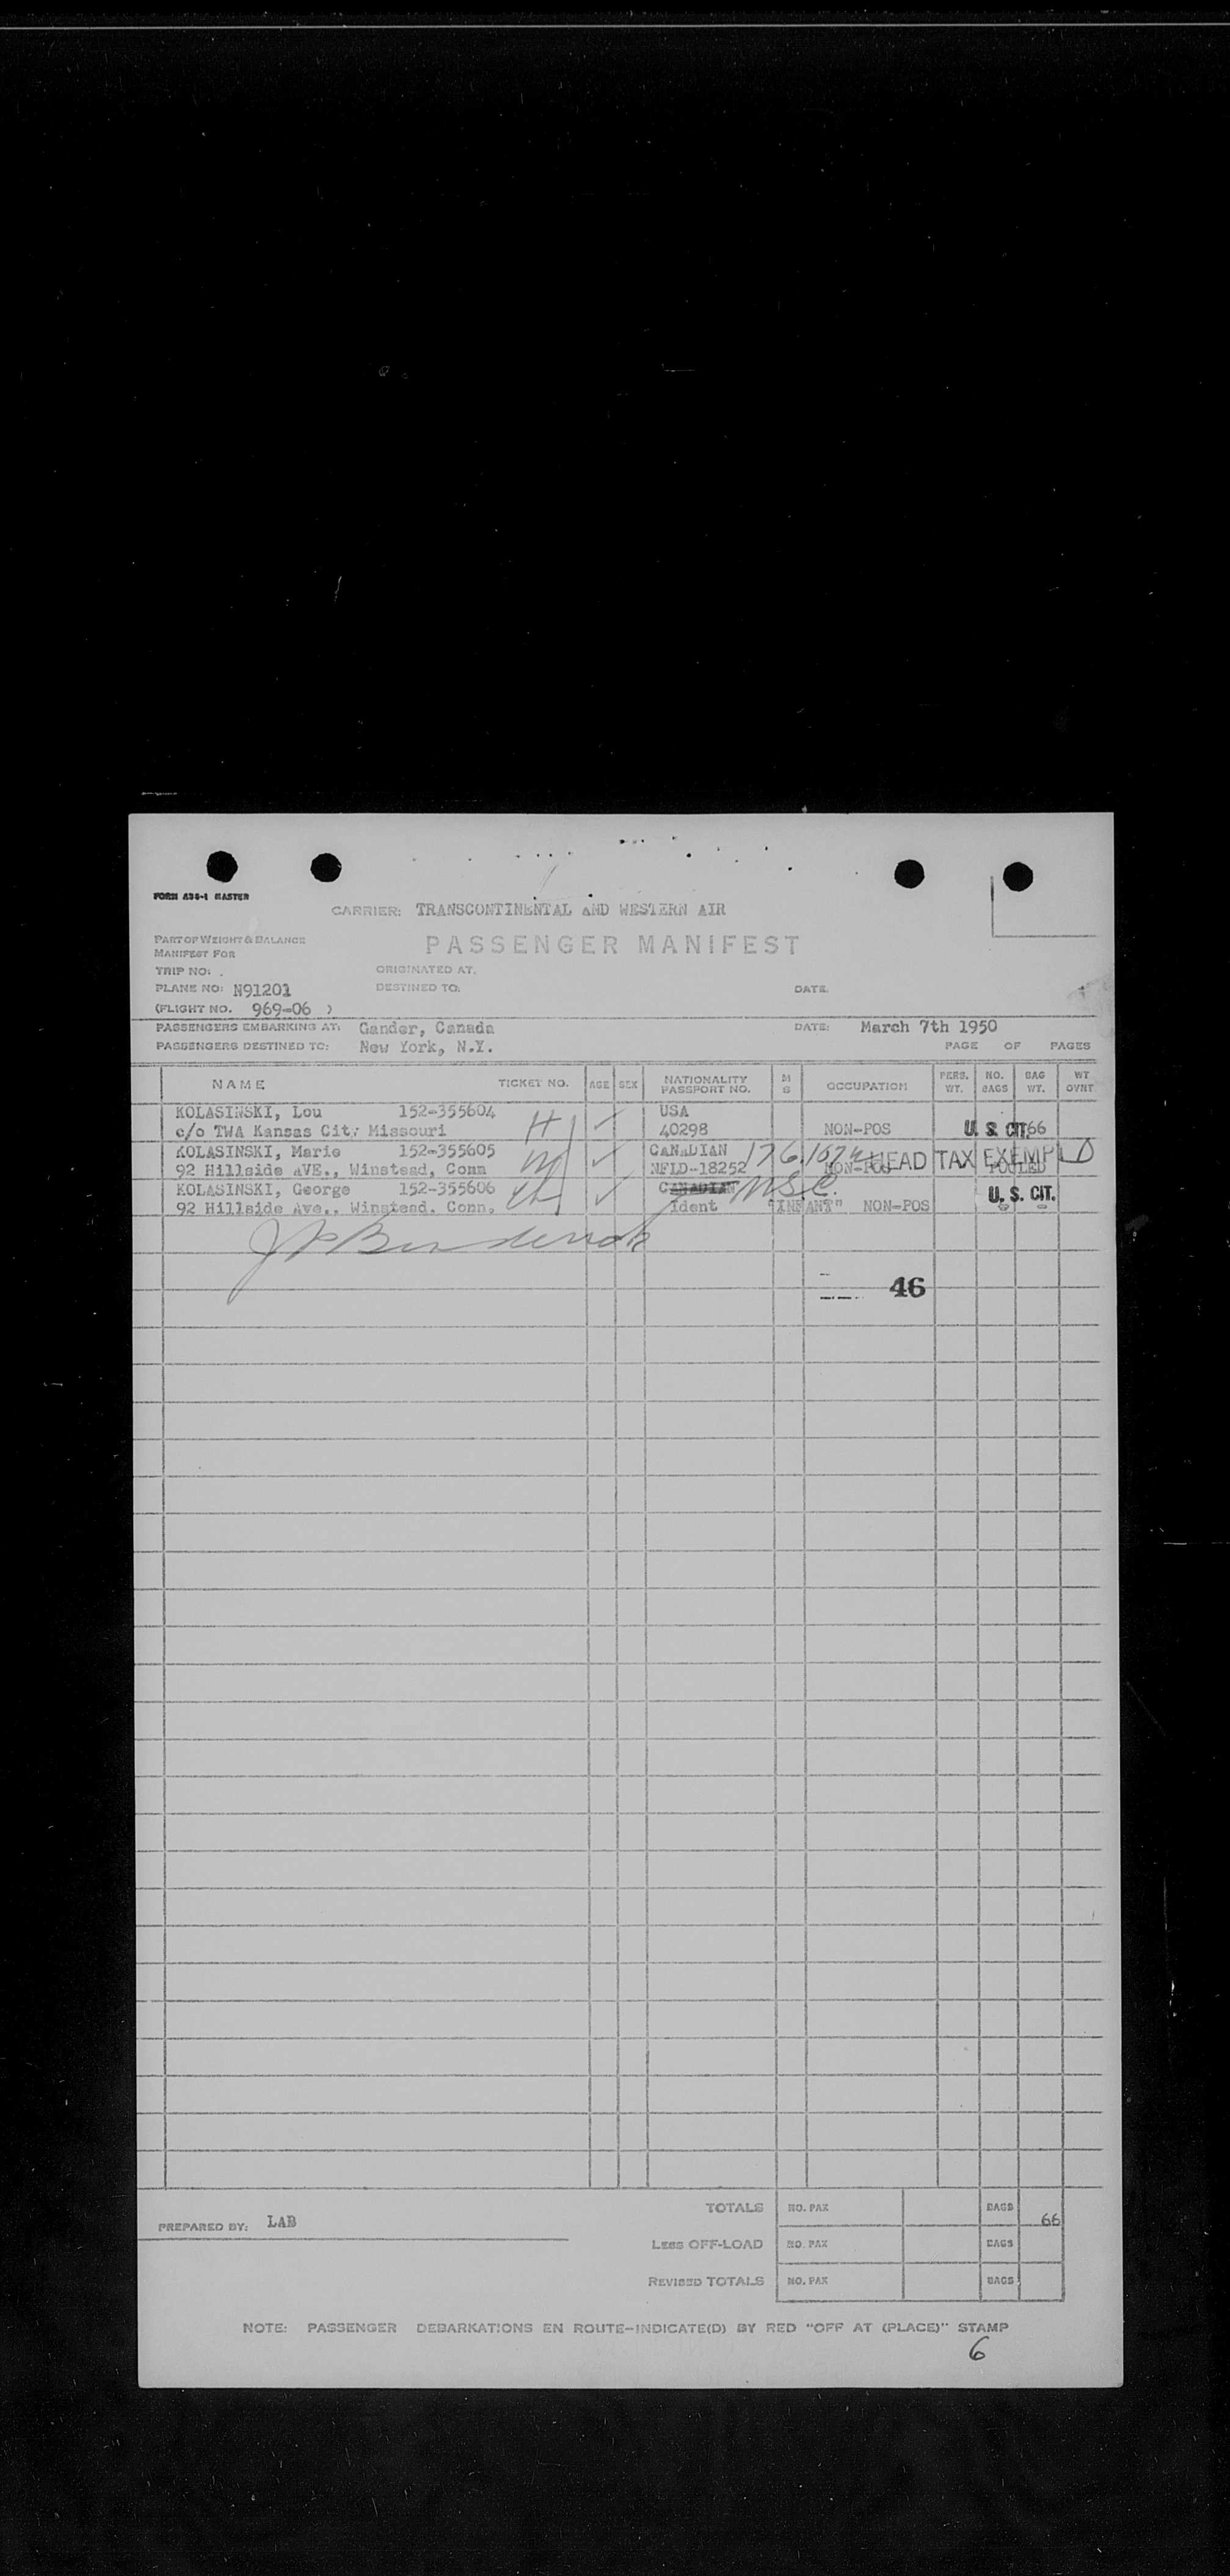 FORM A36-1 MASTER
CARRIER: TRANSCONTINENTAL AND WESTERN AIR
PART OF WEIGHT & BALANCE
MANIFEST FOR
PASSENGER MANIFEST
TRIP NO: ORIGINATED AT.
PLANE NO: N91201 DESTINED TO: DATE
(FLIGHT NO. 969-06 )
PASSENGERS EMBARKING AT: Gander, Canada DATE: March 7th 1950
PASSENGERS DESTINED TO: New York, N.Y. PAGE OF PAGES
NAME TICKET NO. AGE SEX NATIONALITY PASSPORT NO. M S OCCUPATION PERS. WT. NO. BAGS BAG WT. WT OVNT
KOLASINSKI, Lou 152-355604 USA
c/o TWA Kansas City Missouri H 40298 NON-POS U. S. CIT. 66
KOLASINSKI, Marie 152-355605 CANADIAN
92 Hillside AVE., Winstead, Conn NFLD-18252 NON-POS HEAD TAX EXEMP POOLED
KOLASINSKI, George 152-355606 CANADIAN U. S. CIT.
92 Hillside Ave., Winstead. Conn. Ident "INFANT" NON-POS
46
TOTALS NO. PAX BAGS 66
PREPARED BY: LAB
LESS OFF-LOAD NO. PAX BAGS
REVISED TOTALS NO. PAX BAGS
NOTE: PASSENGER DEBARKATIONS EN ROUTE-INDICATE(D) BY RED "OFF AT (PLACE)" STAMP
6